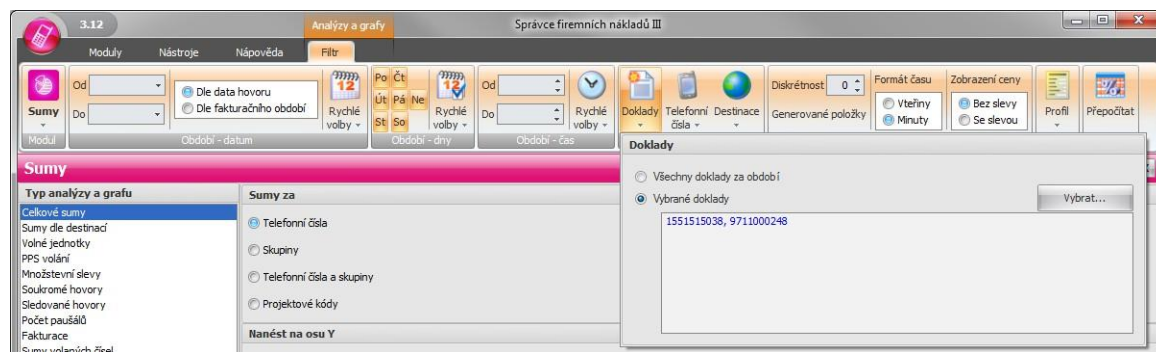 3.12
Analýzy a grafy
Správce firemních nákladů III
Moduly Nástroje Nápověda Filtr
Sumy
Modul
Od
Do
Dle data hovoru
Dle fakturačního období
12
Rychlé volby
Období - datum
Po Čt
Út Pá Ne
St So
12
Rychlé volby
Období - dny
Od
Do
Rychlé volby
Období - čas
Doklady
Telefonní čísla
Destinace
Diskrétnost 0
Generované položky
Formát času
Vteřiny
Minuty
Zobrazení ceny
Bez slevy
Se slevou
Profil
Přepočítat
Sumy
Typ analýzy a grafu
Celkové sumy
Sumy dle destinací
Volné jednotky
PPS volání
Množstevní slevy
Soukromé hovory
Sledované hovory
Počet paušálů
Fakturace
Sumy volaných čísel
Sumy za
Telefonní čísla
Skupiny
Telefonní čísla a skupiny
Projektové kódy
Nanést na osu Y
Doklady
Všechny doklady za období
Vybrané doklady
Vybrat...
1551515038, 9711000248